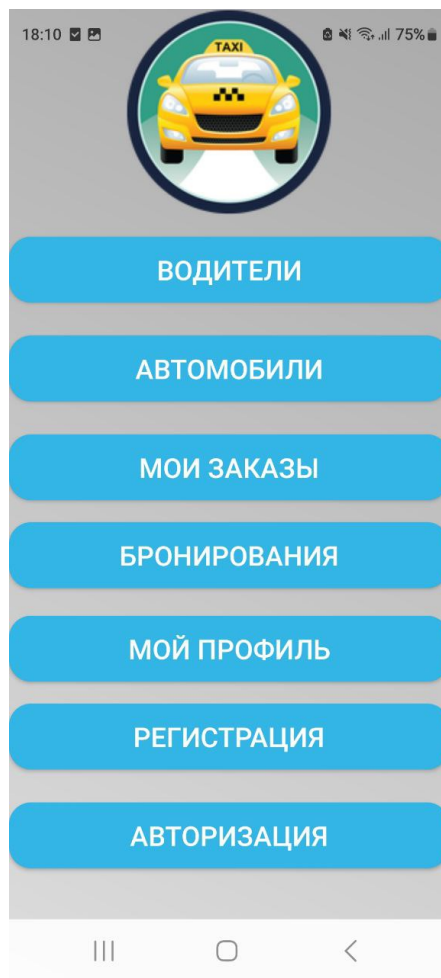 18:10
75%
TAXI
ВОДИТЕЛИ
АВТОМОБИЛИ
МОИ ЗАКАЗЫ
БРОНИРОВАНИЯ
МОЙ ПРОФИЛЬ
РЕГИСТРАЦИЯ
АВТОРИЗАЦИЯ